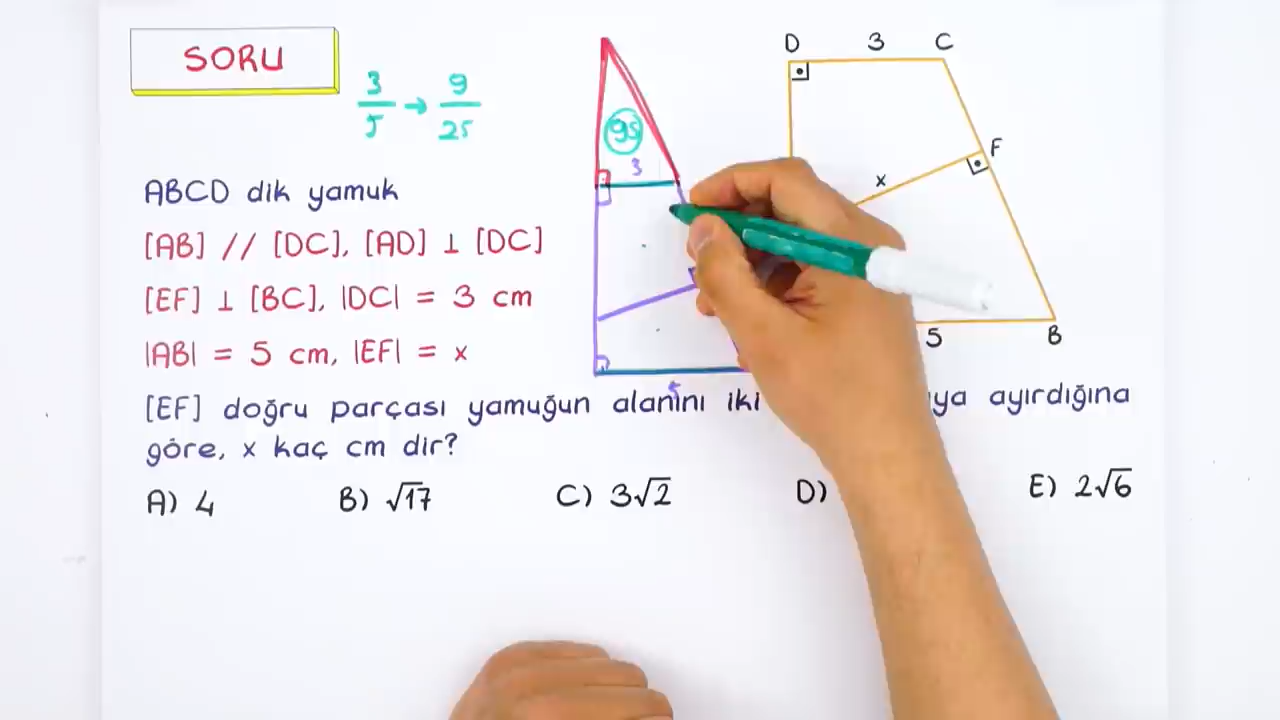 SORU
3/5 → 9/25
ABCD dik yamuk
[AB] // [DC], [AD] ⊥ [DC]
[EF] ⊥ [BC], |DC| = 3 cm
|AB| = 5 cm, |EF| = x
[EF] doğru parçası yamuğun alanını iki ayırdığına
göre, x kaç cm dir?
A) 4 B) √17 C) 3√2 D) E) 2√6
9S
3
5
D 3 C
F
x
5 B